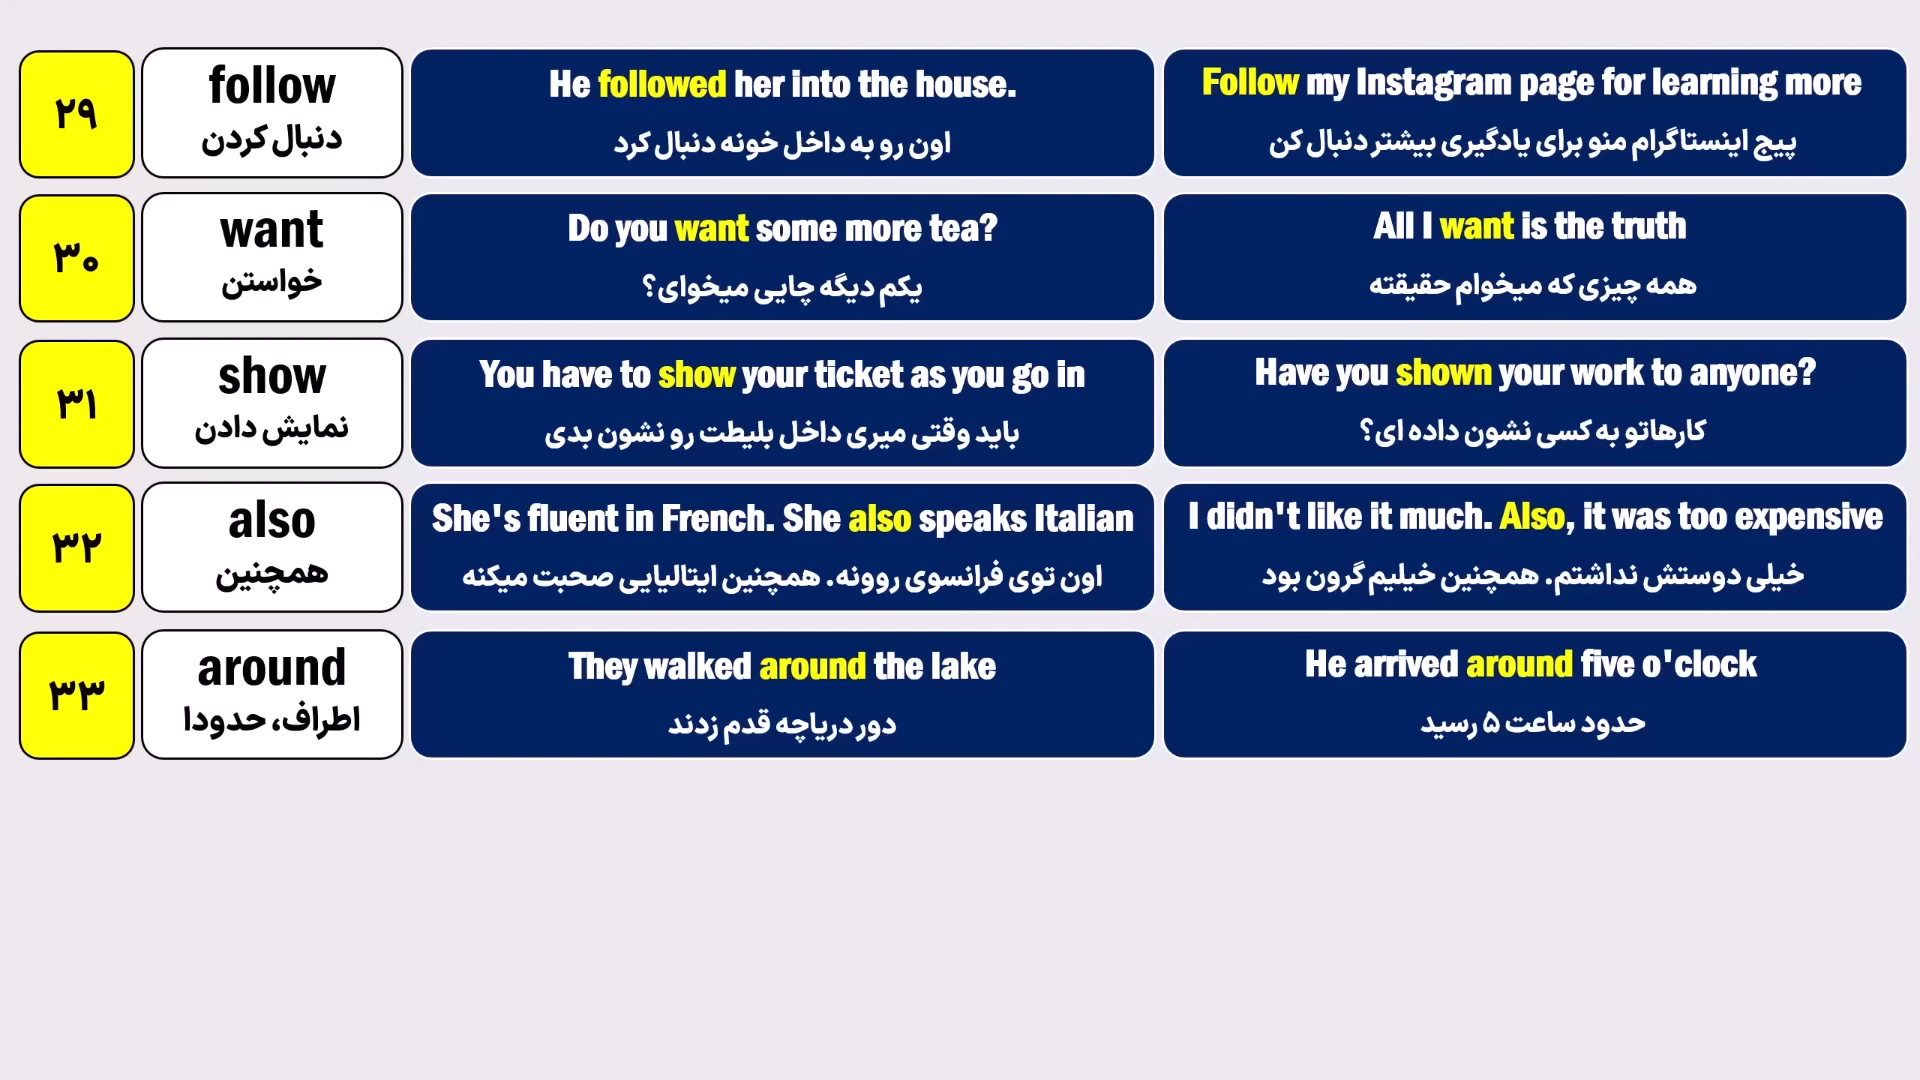 ۲۹
follow
دنبال کردن
He followed her into the house.
اون رو به داخل خونه دنبال کرد
Follow my Instagram page for learning more
پیج اینستاگرام منو برای یادگیری بیشتر دنبال کن
۳۰
want
خواستن
Do you want some more tea?
یکم دیگه چایی میخوای؟
All I want is the truth
همه چیزی که میخوام حقیقته
۳۱
show
نمایش دادن
You have to show your ticket as you go in
باید وقتی میری داخل بلیطت رو نشون بدی
Have you shown your work to anyone?
کارهاتو به کسی نشون داده ای؟
۳۲
also
همچنین
She's fluent in French. She also speaks Italian
اون توی فرانسوی روونه. همچنین ایتالیایی صحبت میکنه
I didn't like it much. Also, it was too expensive
خیلی دوستش نداشتم. همچنین خیلیم گرون بود
۳۳
around
اطراف، حدودا
They walked around the lake
دور دریاچه قدم زدند
He arrived around five o'clock
حدود ساعت ۵ رسید